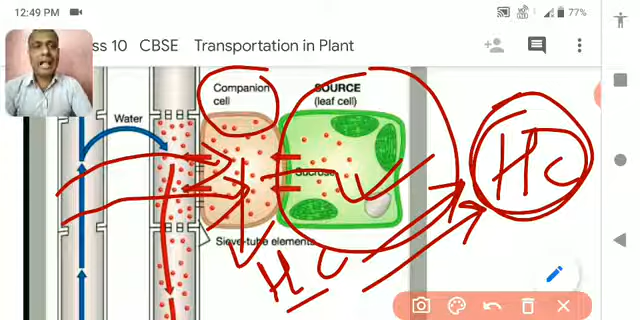 12:49 PM
77%
ss 10 CBSE Transportation in Plant
Companion
cell
SOURCE
(leaf cell)
Water
Sucrose
Sieve-tube elements
HC
HC